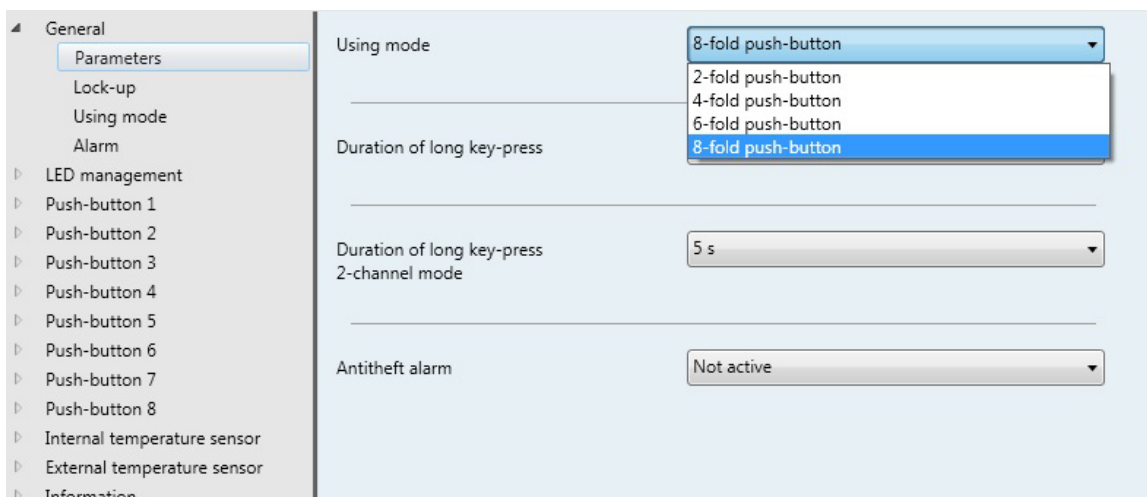 General
Parameters
Lock-up
Using mode
Alarm
LED management
Push-button 1
Push-button 2
Push-button 3
Push-button 4
Push-button 5
Push-button 6
Push-button 7
Push-button 8
Internal temperature sensor
External temperature sensor
Information
Using mode
8-fold push-button
2-fold push-button
4-fold push-button
6-fold push-button
8-fold push-button
Duration of long key-press
Duration of long key-press
2-channel mode
5 s
Antitheft alarm
Not active